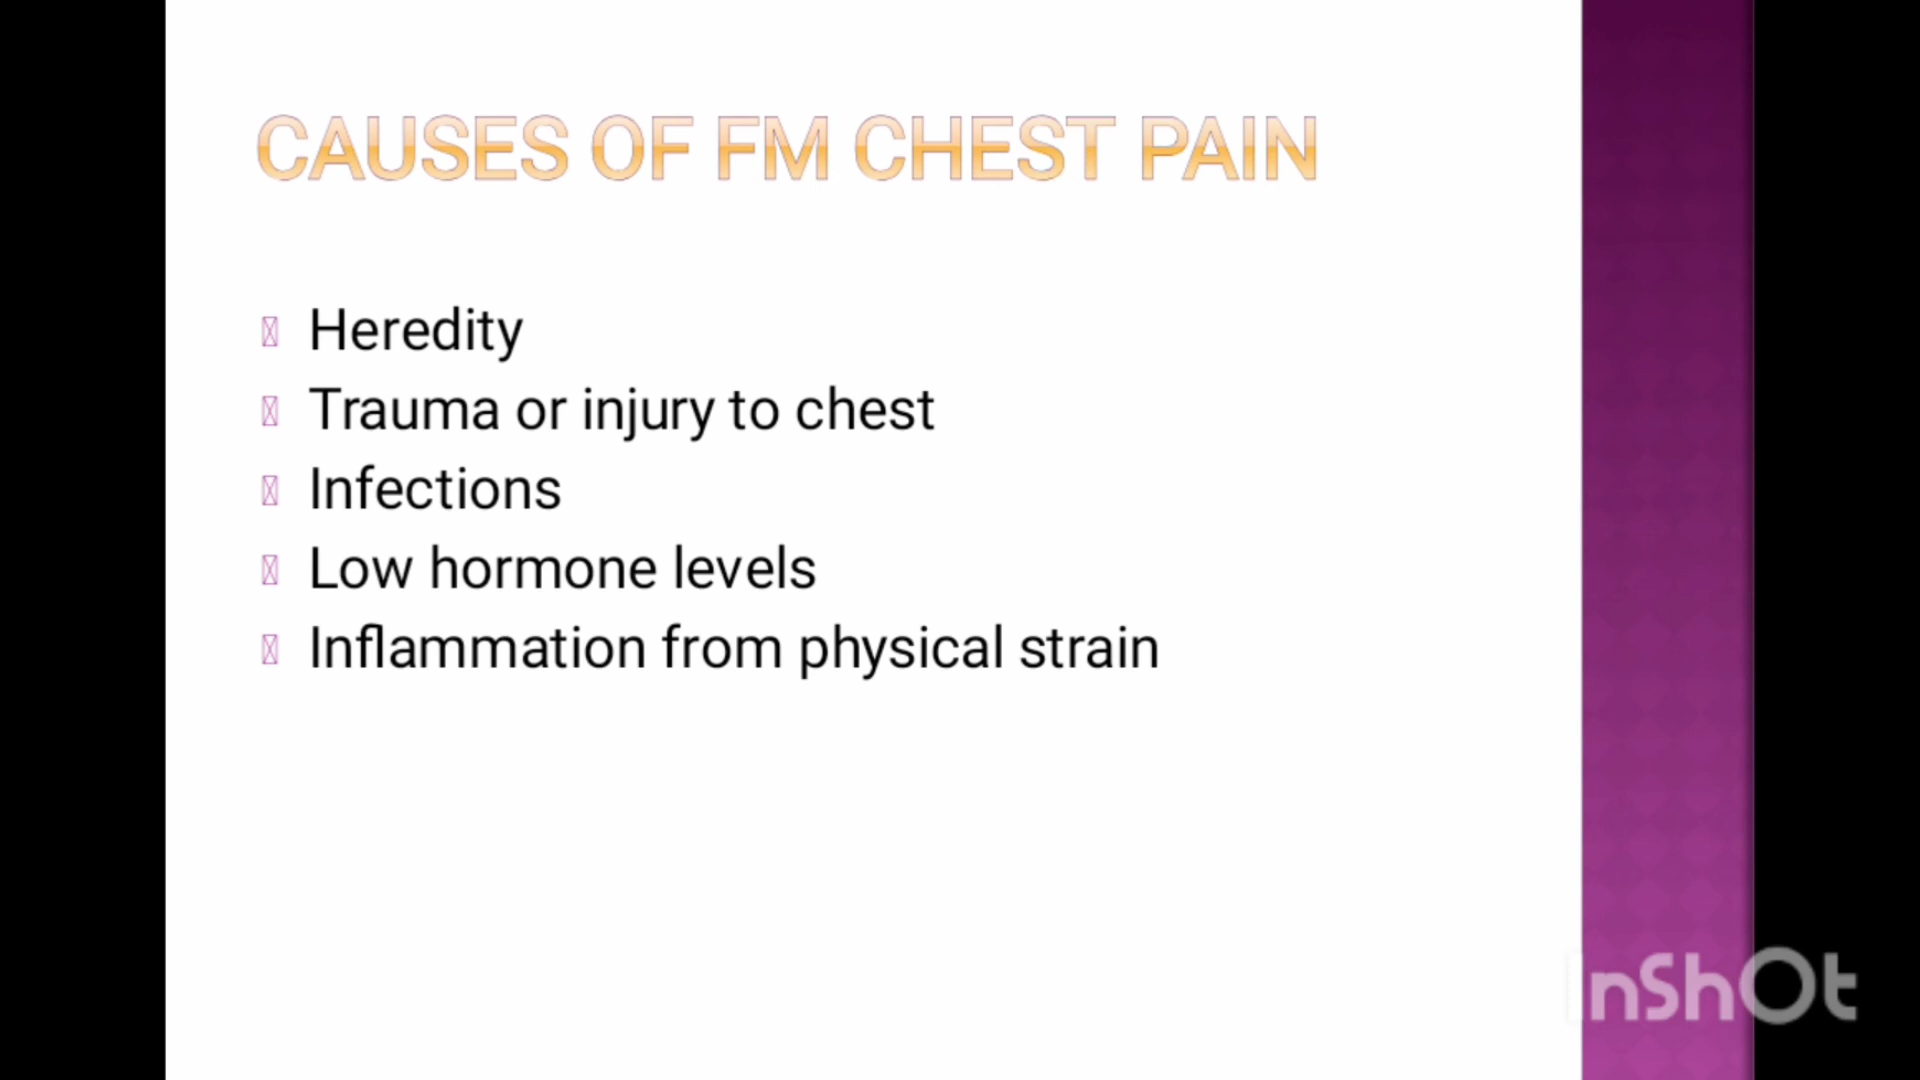 CAUSES OF FM CHEST PAIN
Heredity
Trauma or injury to chest
Infections
Low hormone levels
Inflammation from physical strain
InShOt